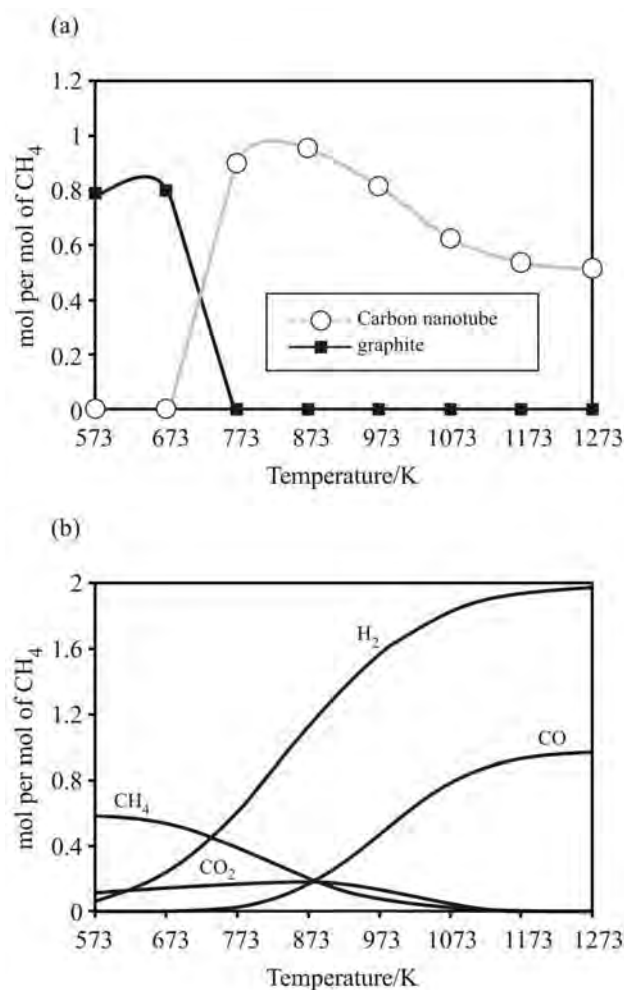 (a)
mol per mol of CH₄
1.2
1
0.8
0.6
0.4
0.2
0
Carbon nanotube
graphite
573 673 773 873 973 1073 1173 1273
Temperature/K
(b)
mol per mol of CH₄
2
1.6
1.2
0.8
0.4
0
H₂
CO
CH₄
CO₂
573 673 773 873 973 1073 1173 1273
Temperature/K